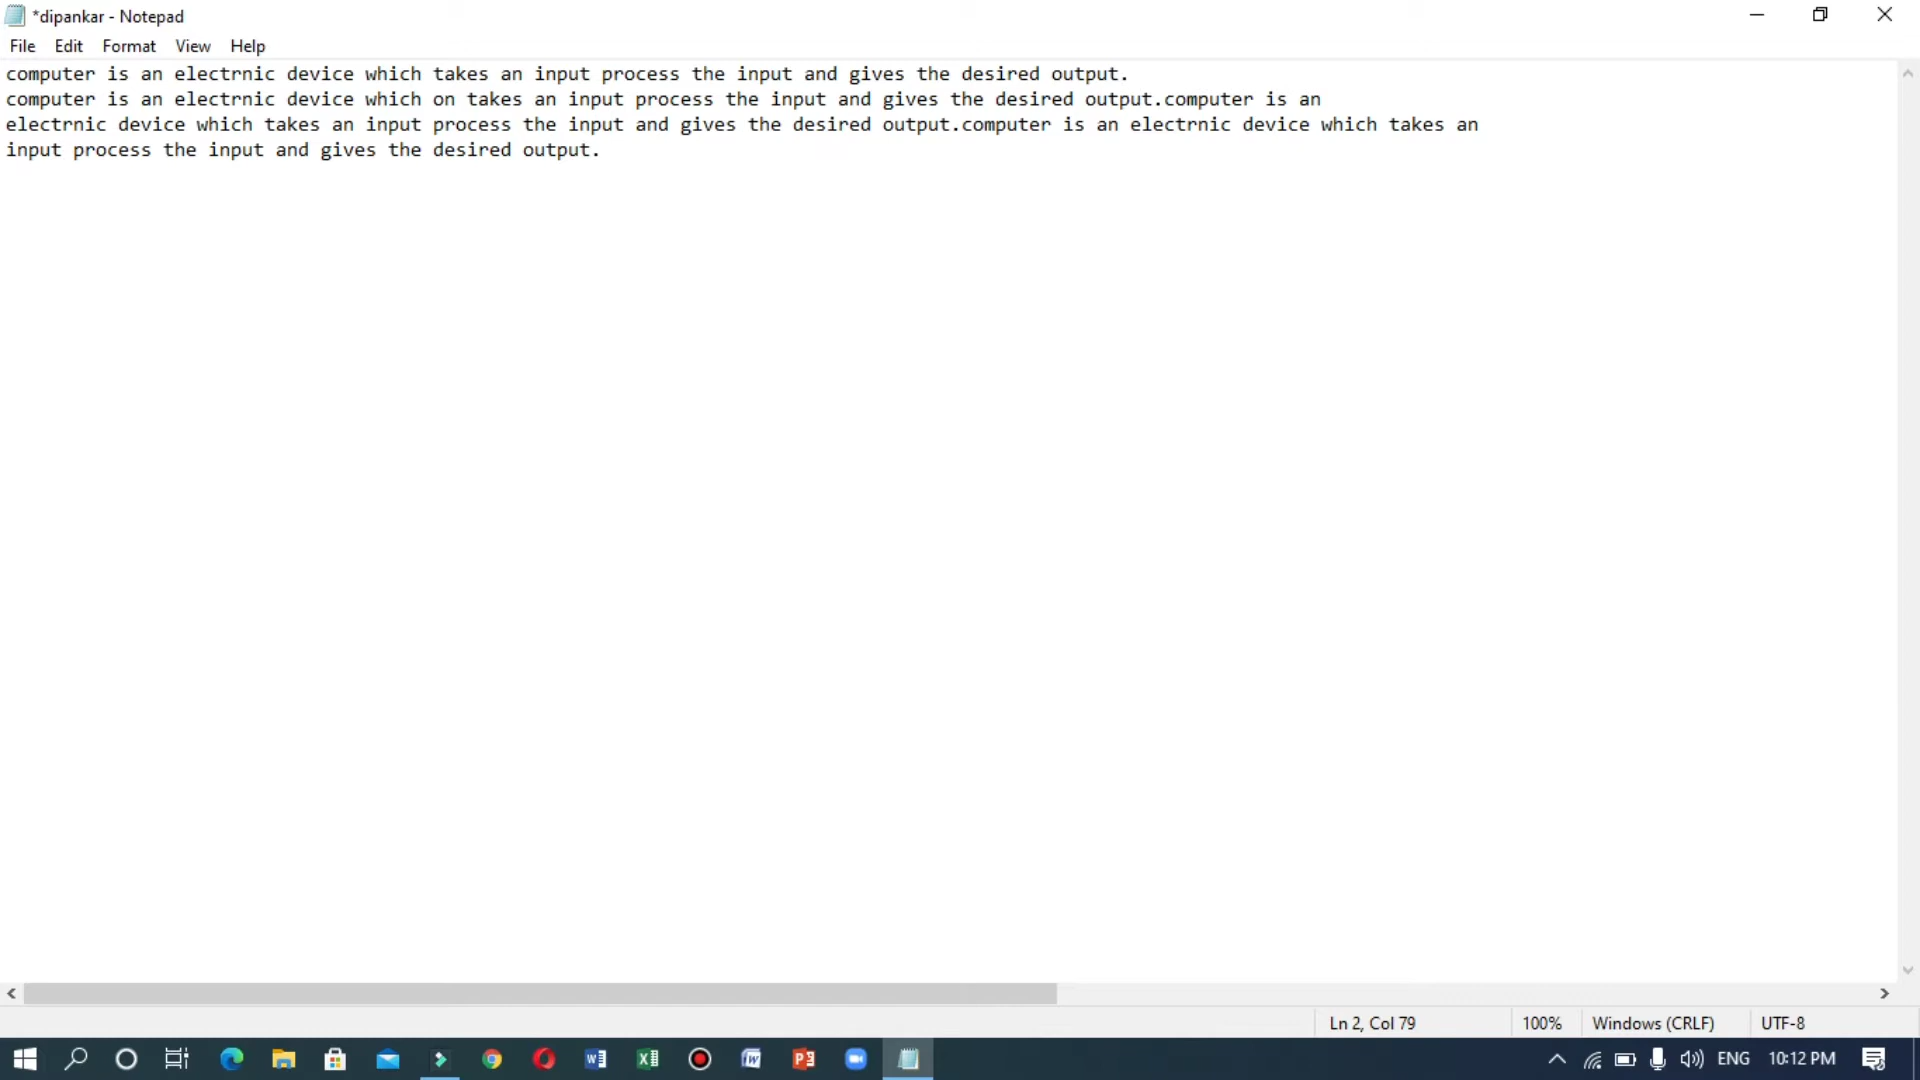 *dipankar - Notepad
File Edit Format View Help
computer is an electrnic device which takes an input process the input and gives the desired output.
computer is an electrnic device which on takes an input process the input and gives the desired output.computer is an
electrnic device which takes an input process the input and gives the desired output.computer is an electrnic device which takes an
input process the input and gives the desired output.
Ln 2, Col 79 100% Windows (CRLF) UTF-8
ENG 10:12 PM